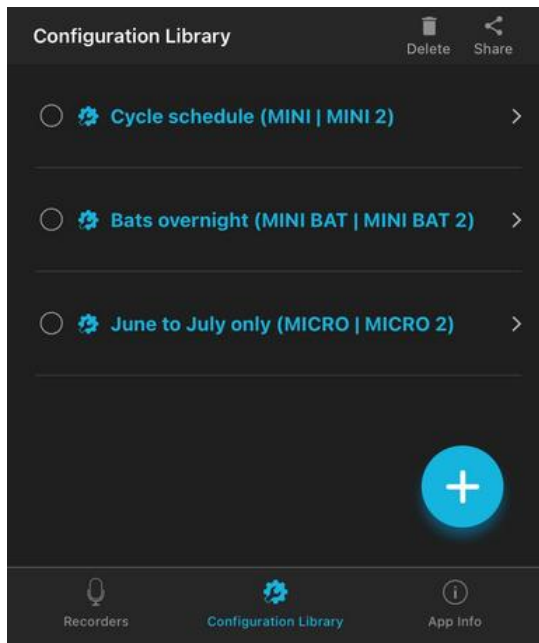 Configuration Library
Delete
Share
Cycle schedule (MINI | MINI 2)
Bats overnight (MINI BAT | MINI BAT 2)
June to July only (MICRO | MICRO 2)
Recorders
Configuration Library
App Info